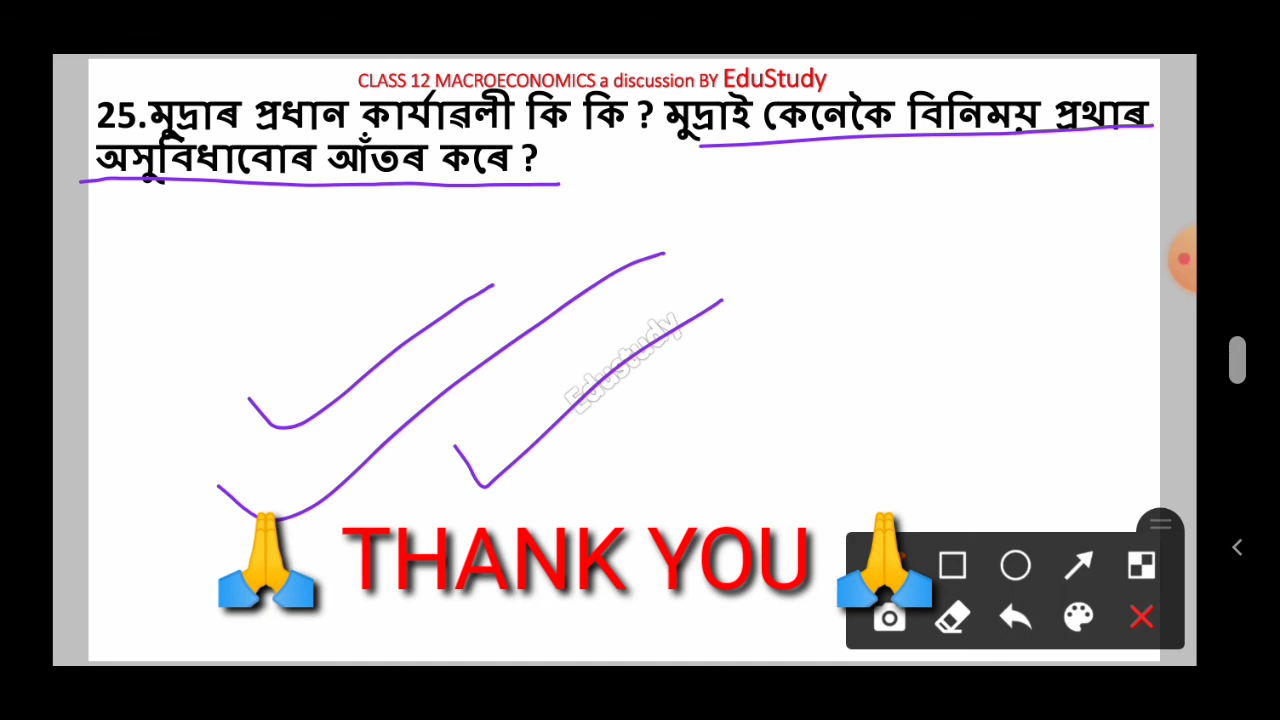 CLASS 12 MACROECONOMICS a discussion BY EduStudy
25.মুদ্ৰাৰ প্ৰধান কাৰ্যাৱলী কি কি ? মুদ্ৰাই কেনেকৈ বিনিময় প্ৰথাৰ
অসুবিধাবোৰ আঁতৰ কৰে ?
Edustudy
THANK YOU